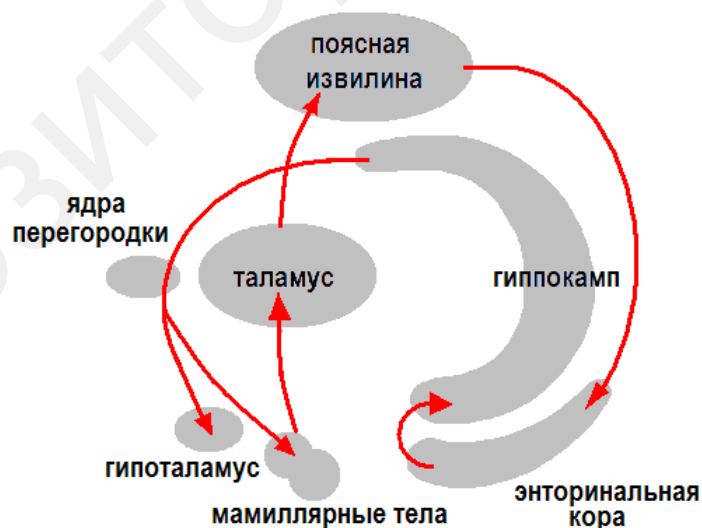 поясная
извилина
ядра
перегородки
таламус
гиппокамп
гипоталамус
мамиллярные тела
энторинальная
кора